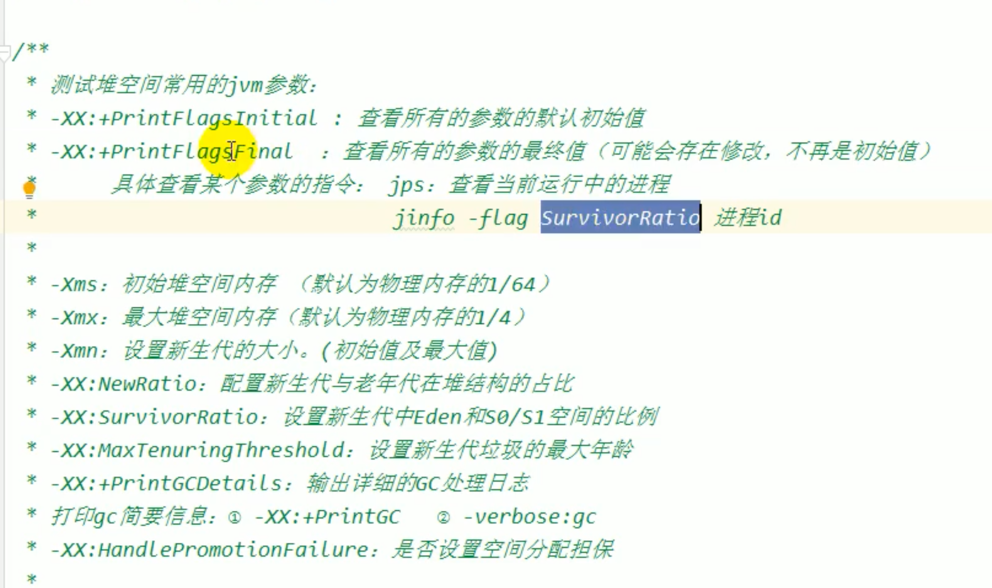 /**
* 测试堆空间常用的jvm参数：
* -XX:+PrintFlagsInitial : 查看所有的参数的默认初始值
* -XX:+PrintFlagsFinal ：查看所有的参数的最终值（可能会存在修改，不再是初始值）
* 具体查看某个参数的指令： jps：查看当前运行中的进程
* jinfo -flag SurvivorRatio 进程id
*
* -Xms：初始堆空间内存 （默认为物理内存的1/64）
* -Xmx：最大堆空间内存（默认为物理内存的1/4）
* -Xmn：设置新生代的大小。(初始值及最大值)
* -XX:NewRatio：配置新生代与老年代在堆结构的占比
* -XX:SurvivorRatio：设置新生代中Eden和S0/S1空间的比例
* -XX:MaxTenuringThreshold：设置新生代垃圾的最大年龄
* -XX:+PrintGCDetails：输出详细的GC处理日志
* 打印gc简要信息：① -XX:+PrintGC ② -verbose:gc
* -XX:HandlePromotionFailure：是否设置空间分配担保
*